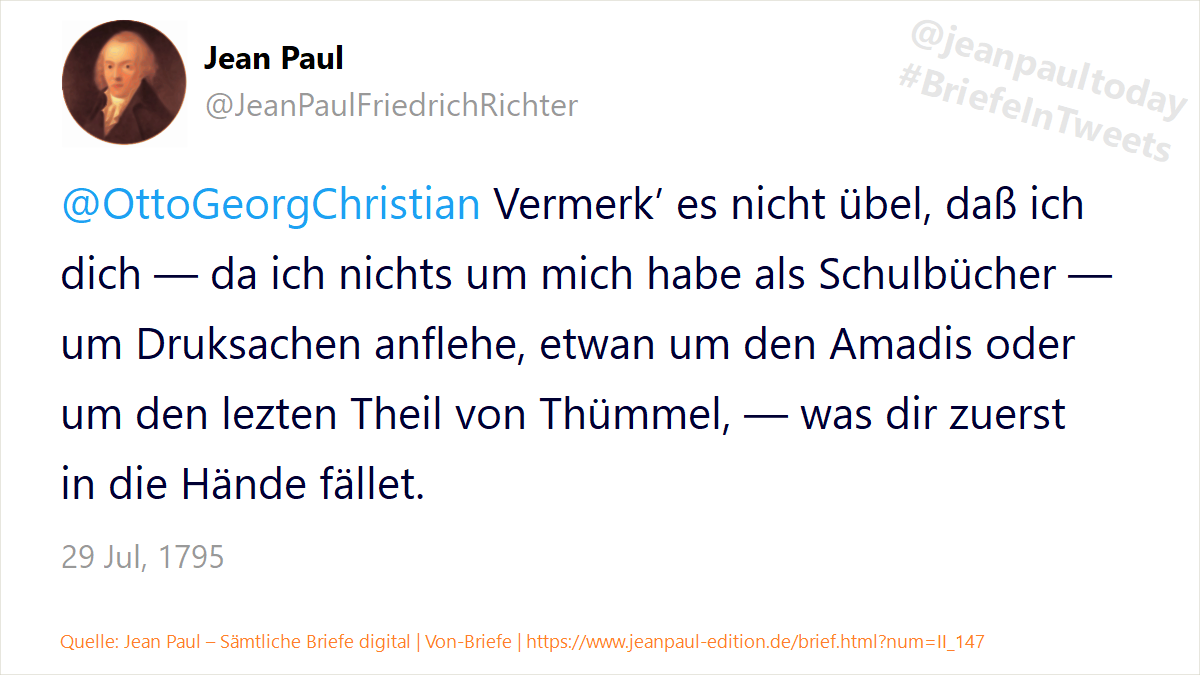 Jean Paul
@JeanPaulFriedrichRichter
@jeanpaultoday
#BriefeInTweets
@OttoGeorgChristian Vermerk’ es nicht übel, daß ich
dich — da ich nichts um mich habe als Schulbücher —
um Druksachen anflehe, etwan um den Amadis oder
um den lezten Theil von Thümmel, — was dir zuerst
in die Hände fället.
29 Jul, 1795
Quelle: Jean Paul – Sämtliche Briefe digital | Von-Briefe | https://www.jeanpaul-edition.de/brief.html?num=II_147